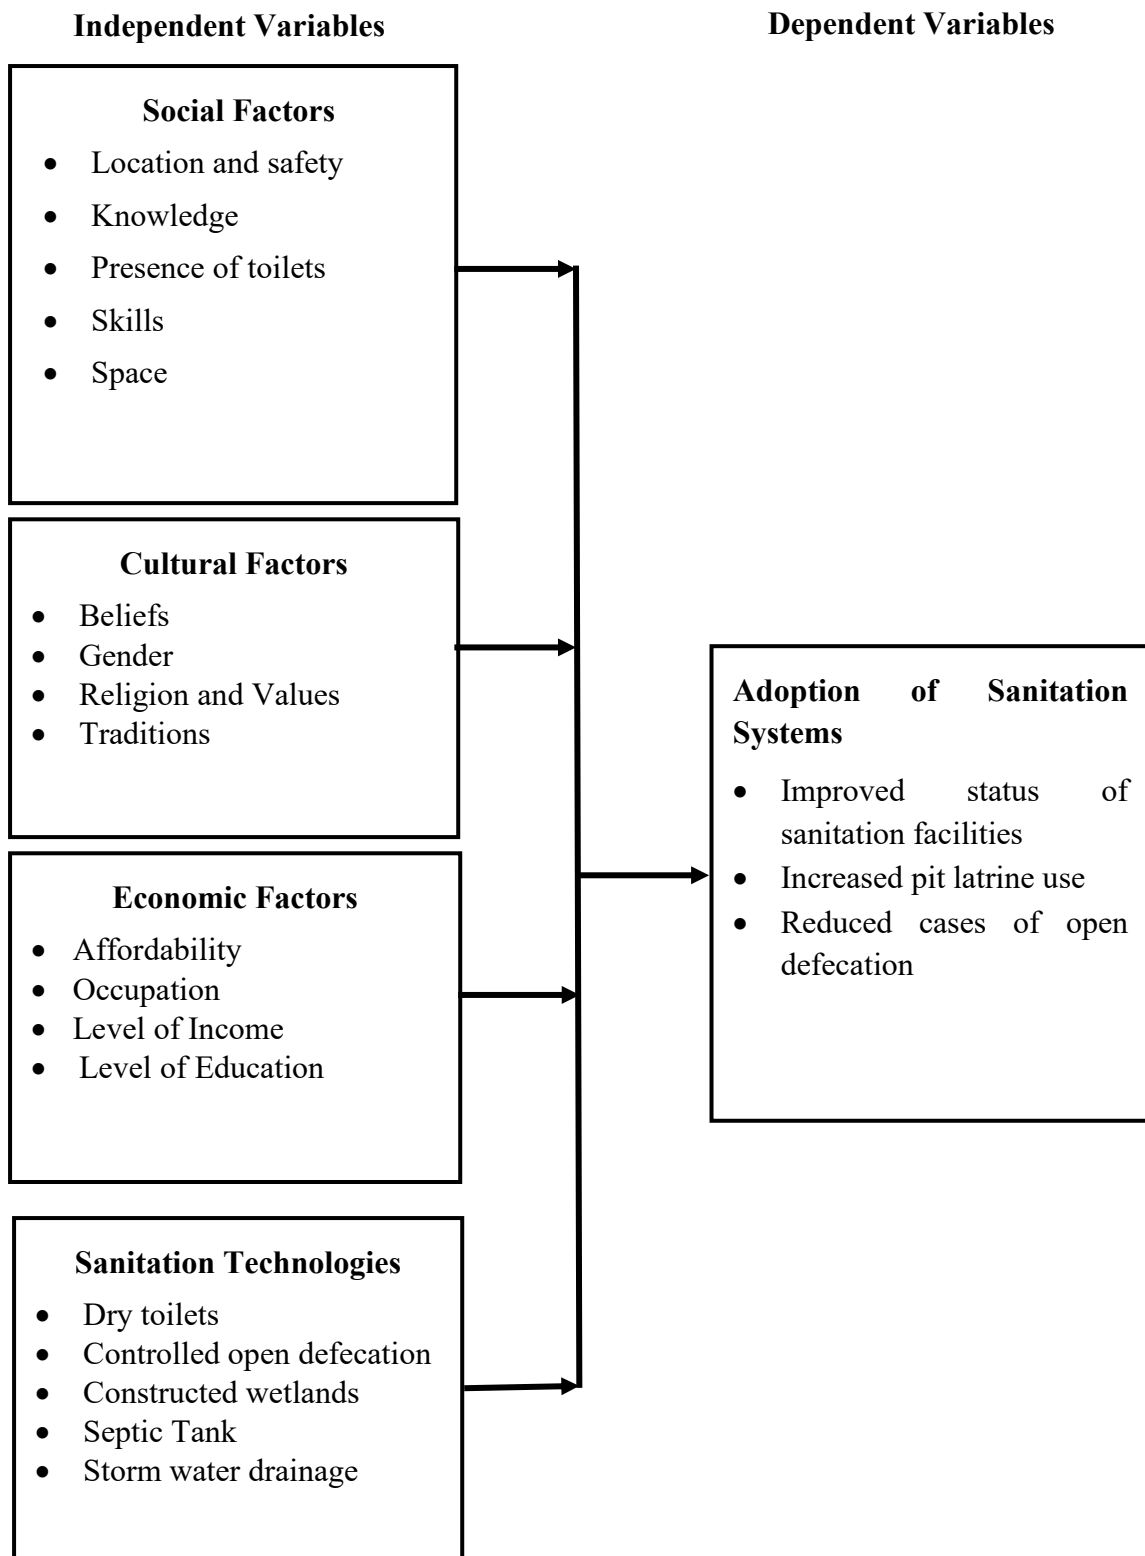 Independent Variables
Dependent Variables
Social Factors
• Location and safety
• Knowledge
• Presence of toilets
• Skills
• Space
Cultural Factors
• Beliefs
• Gender
• Religion and Values
• Traditions
Economic Factors
• Affordability
• Occupation
• Level of Income
• Level of Education
Sanitation Technologies
• Dry toilets
• Controlled open defecation
• Constructed wetlands
• Septic Tank
• Storm water drainage
Adoption of Sanitation
Systems
• Improved status of
sanitation facilities
• Increased pit latrine use
• Reduced cases of open
defecation